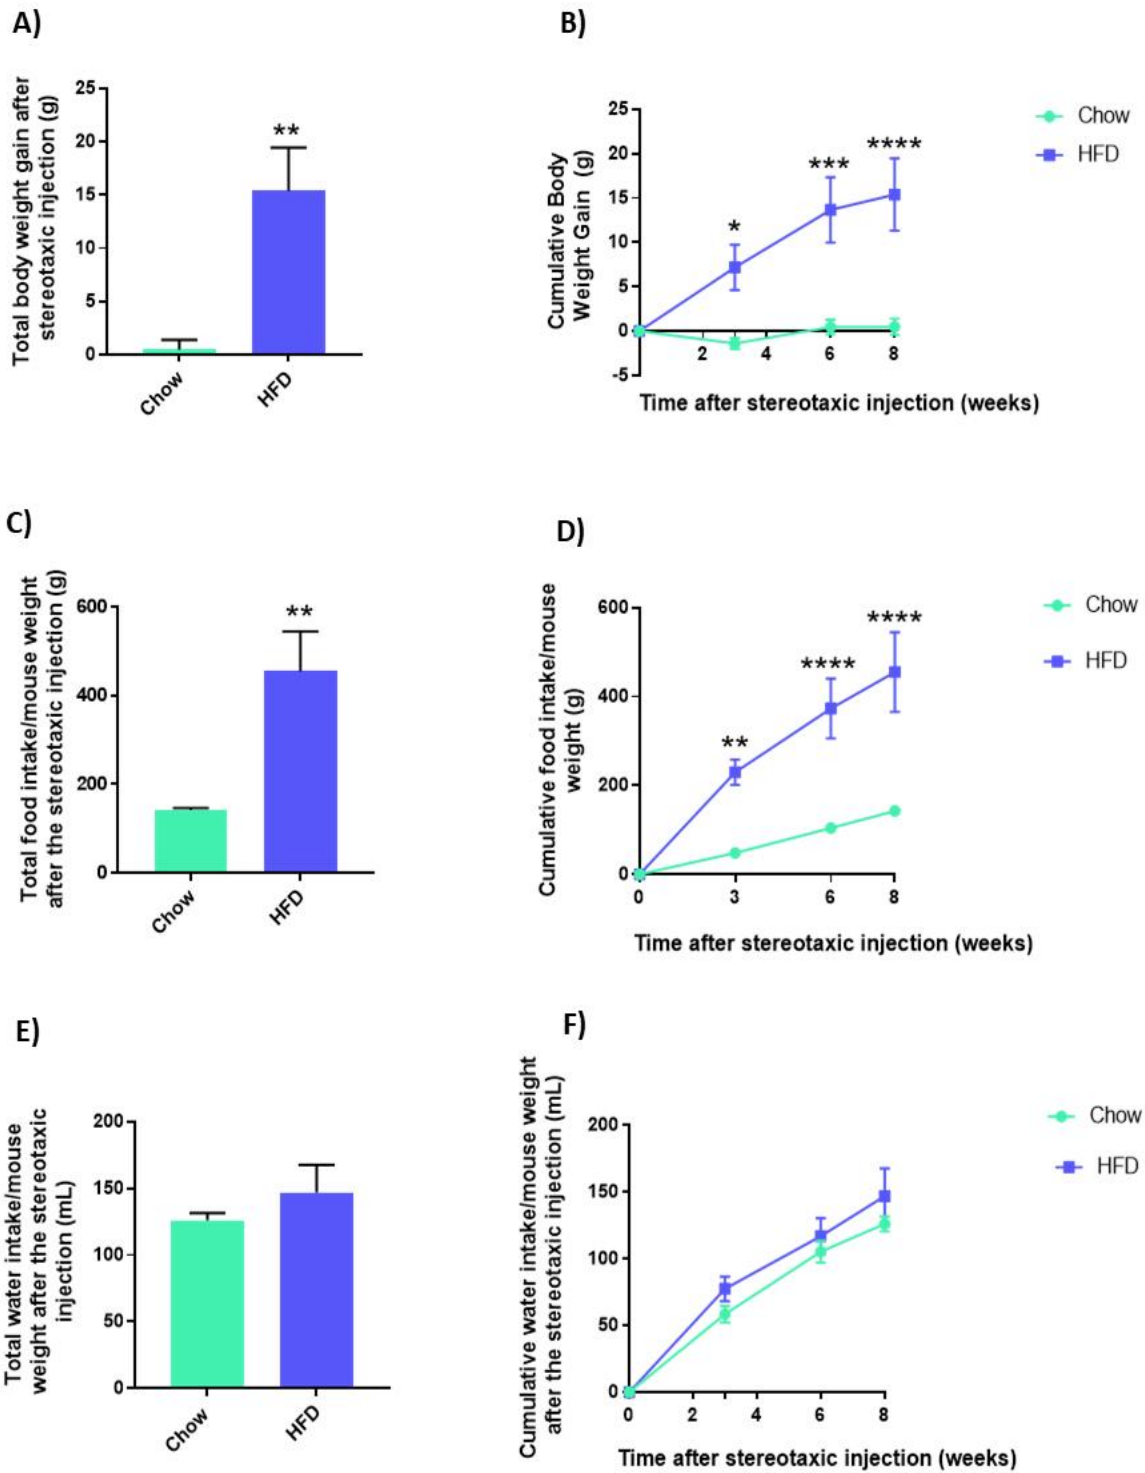 A)
Total body weight gain after
stereotaxic injection (g)
25
20
15
10
5
0
**
Chow
HFD
B)
Cumulative Body
Weight Gain (g)
25
20
15
10
5
0
-5
*
***
****
2
4
6
8
Time after stereotaxic injection (weeks)
Chow
HFD
C)
Total food intake/mouse weight
after the stereotaxic injection (g)
600
400
200
0
**
Chow
HFD
D)
Cumulative food intake/mouse
weight (g)
600
400
200
0
**
****
****
0
3
6
8
Time after stereotaxic injection (weeks)
Chow
HFD
E)
Total water intake/mouse
weight after the stereotaxic
injection (mL)
200
150
100
50
0
Chow
HFD
F)
Cumulative water intake/mouse weight
after the stereotaxic injection (mL)
200
150
100
50
0
0
2
4
6
8
Time after stereotaxic injection (weeks)
Chow
HFD